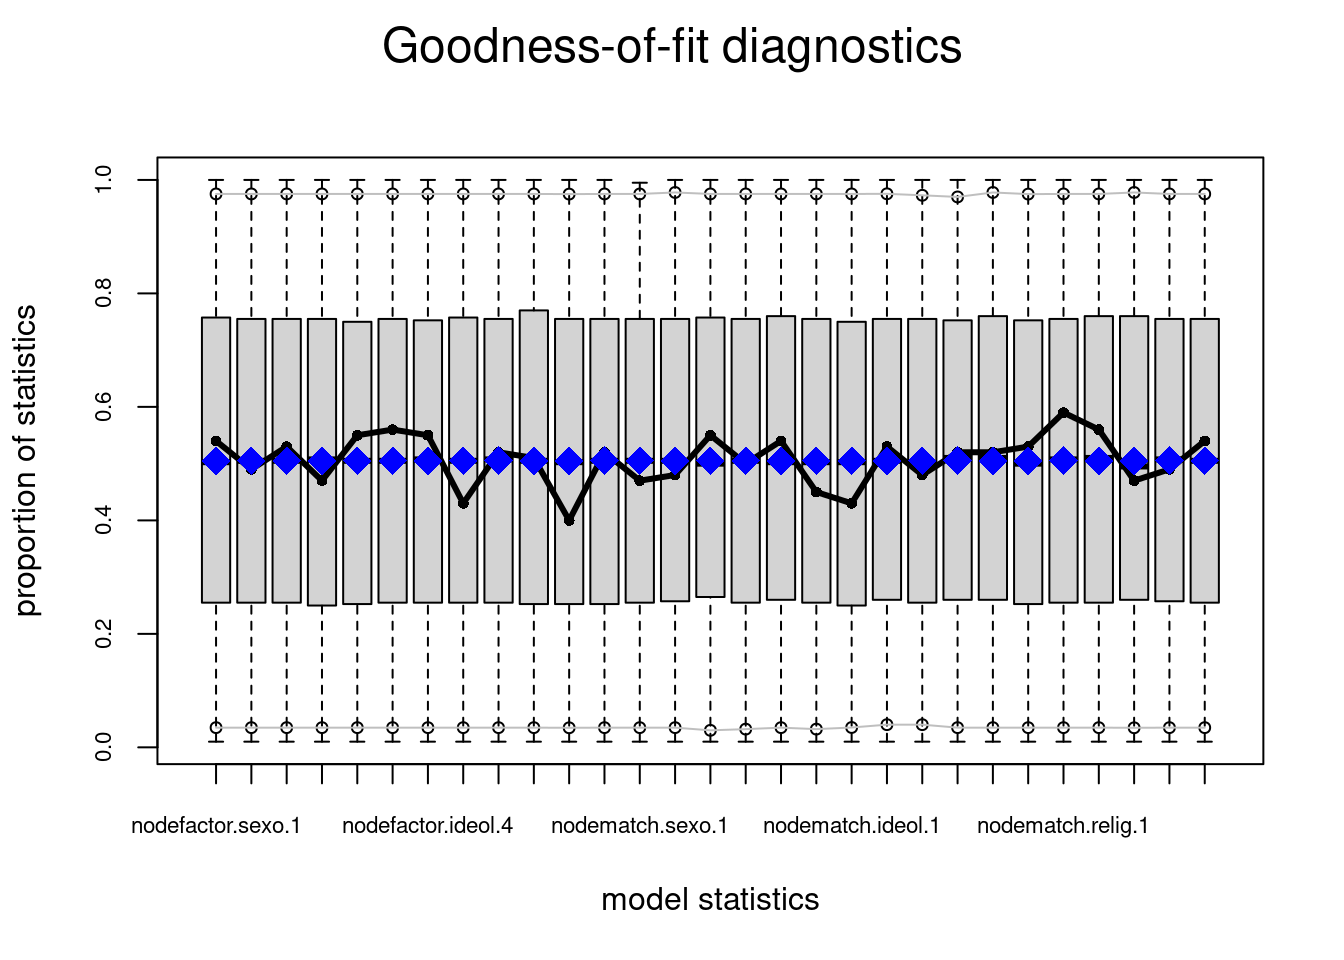 Goodness-of-fit diagnostics
proportion of statistics
1.0
0.8
0.6
0.4
0.2
0.0
nodefactor.sexo.1 nodefactor.ideol.4 nodematch.sexo.1 nodematch.ideol.1 nodematch.relig.1
model statistics